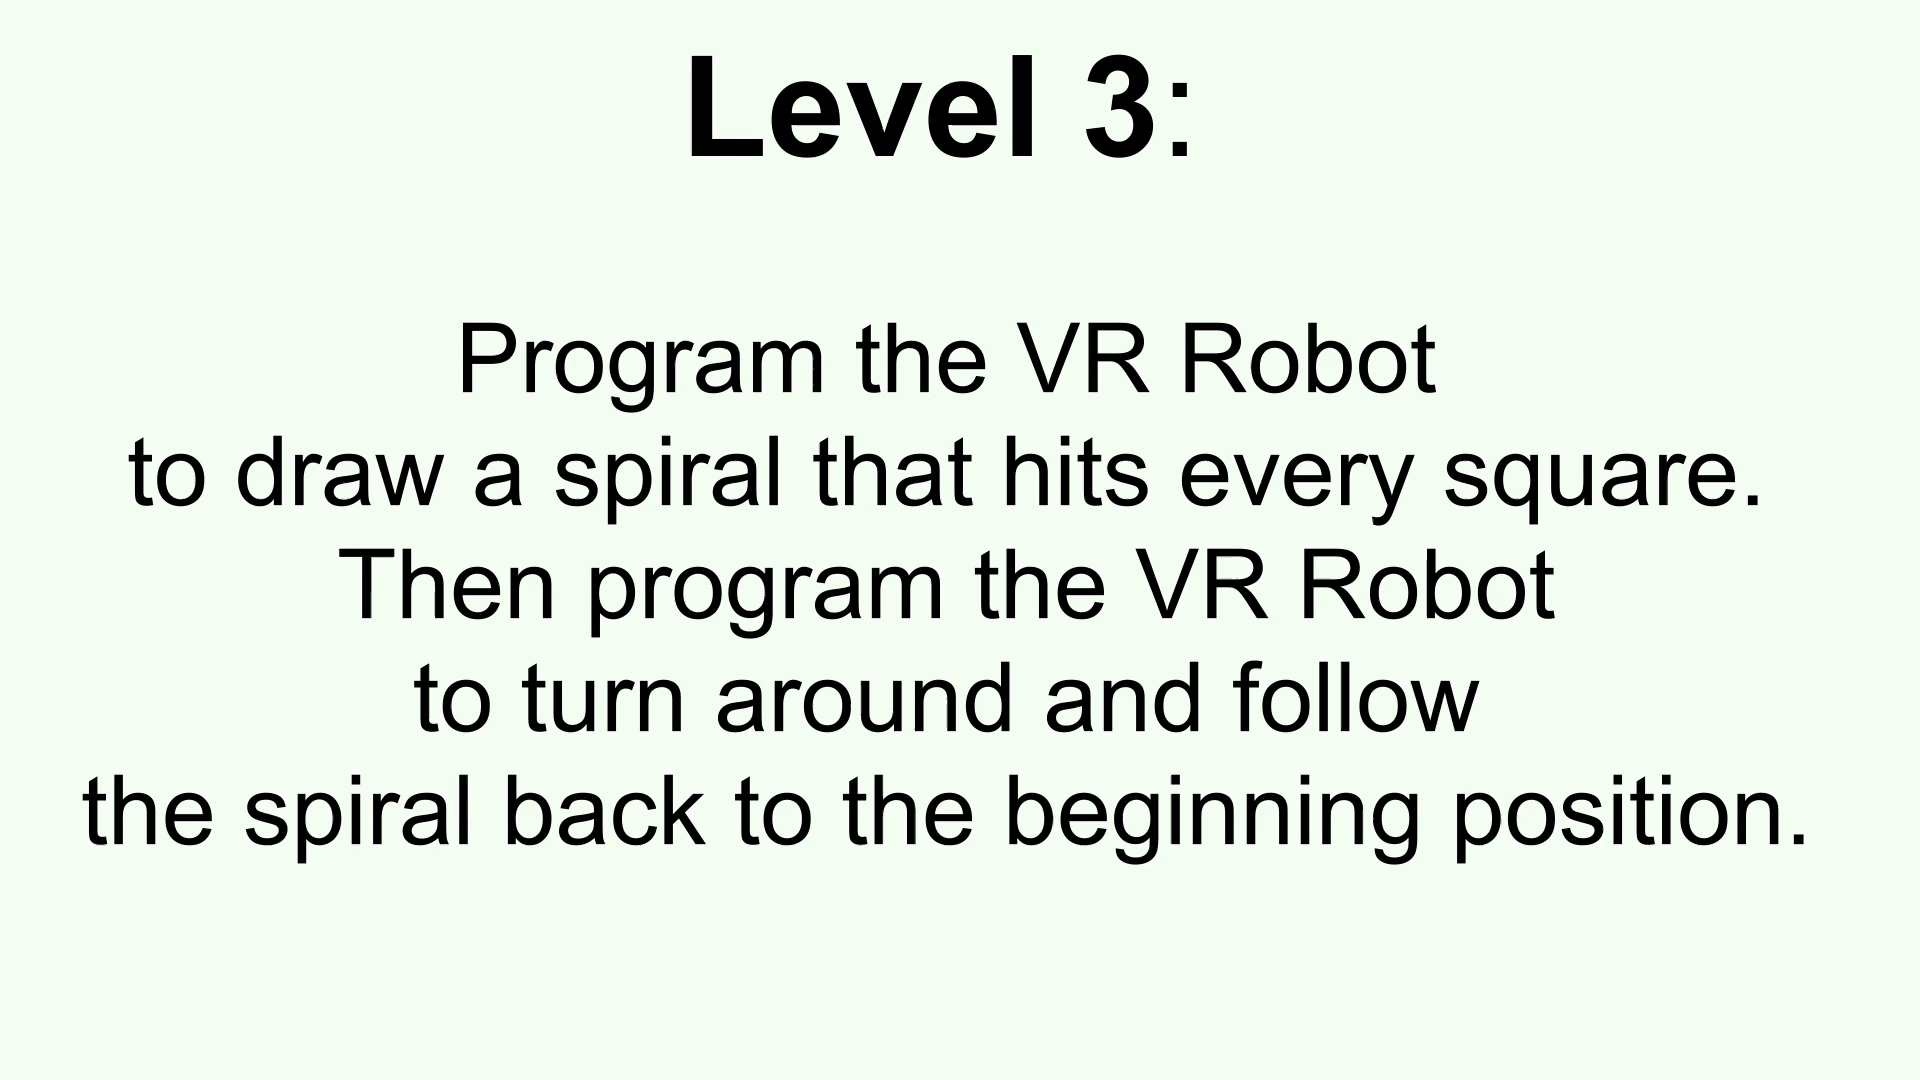 Level 3:
Program the VR Robot
to draw a spiral that hits every square.
Then program the VR Robot
to turn around and follow
the spiral back to the beginning position.